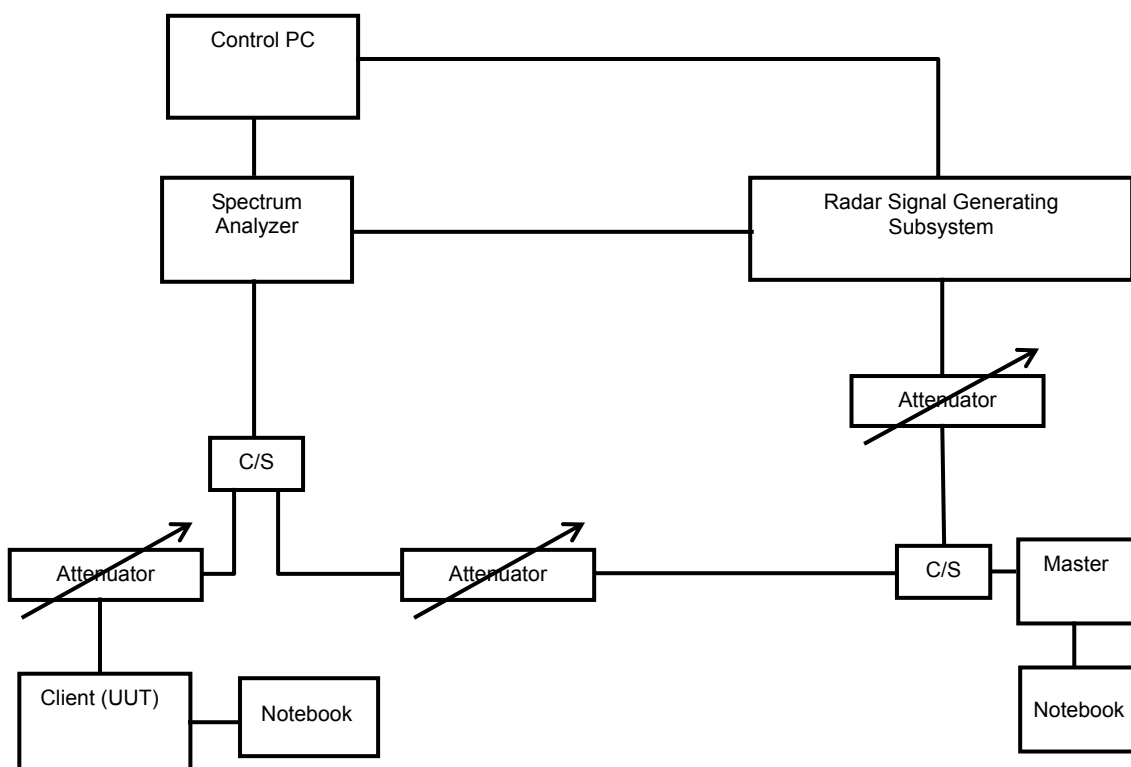 Control PC
Spectrum
Analyzer
Radar Signal Generating
Subsystem
Attenuator
C/S
Attenuator
Attenuator
C/S
Master
Client (UUT)
Notebook
Notebook